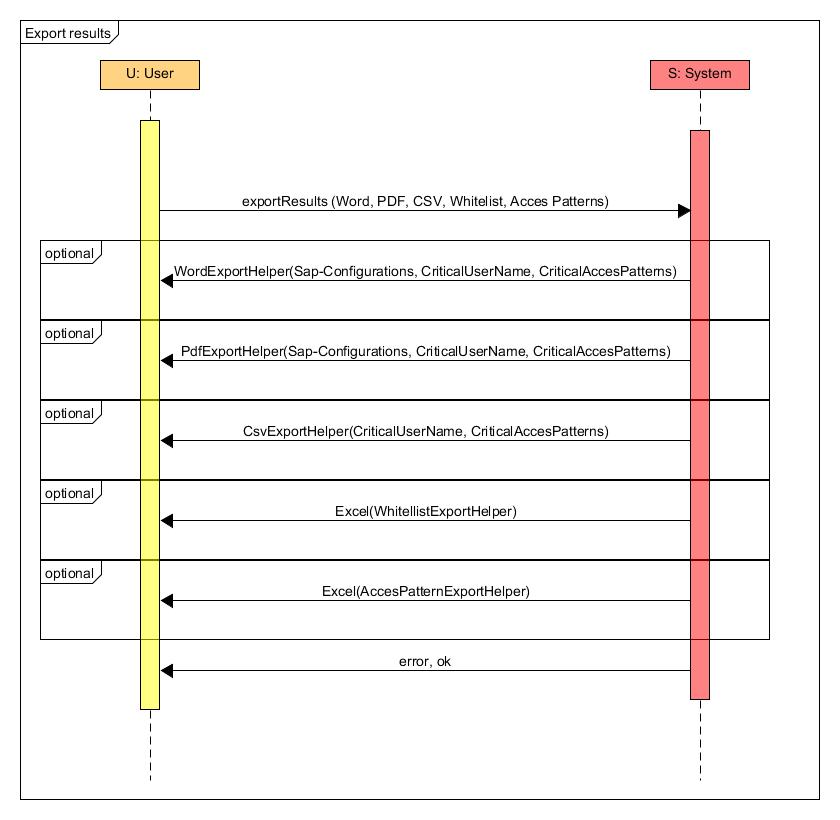 Export results
U: User
S: System
exportResults (Word, PDF, CSV, Whitelist, Acces Patterns)
optional
WordExportHelper(Sap-Configurations, CriticalUserName, CriticalAccesPatterns)
optional
PdfExportHelper(Sap-Configurations, CriticalUserName, CriticalAccesPatterns)
optional
CsvExportHelper(CriticalUserName, CriticalAccesPatterns)
optional
Excel(WhitellistExportHelper)
optional
Excel(AccesPatternExportHelper)
error, ok